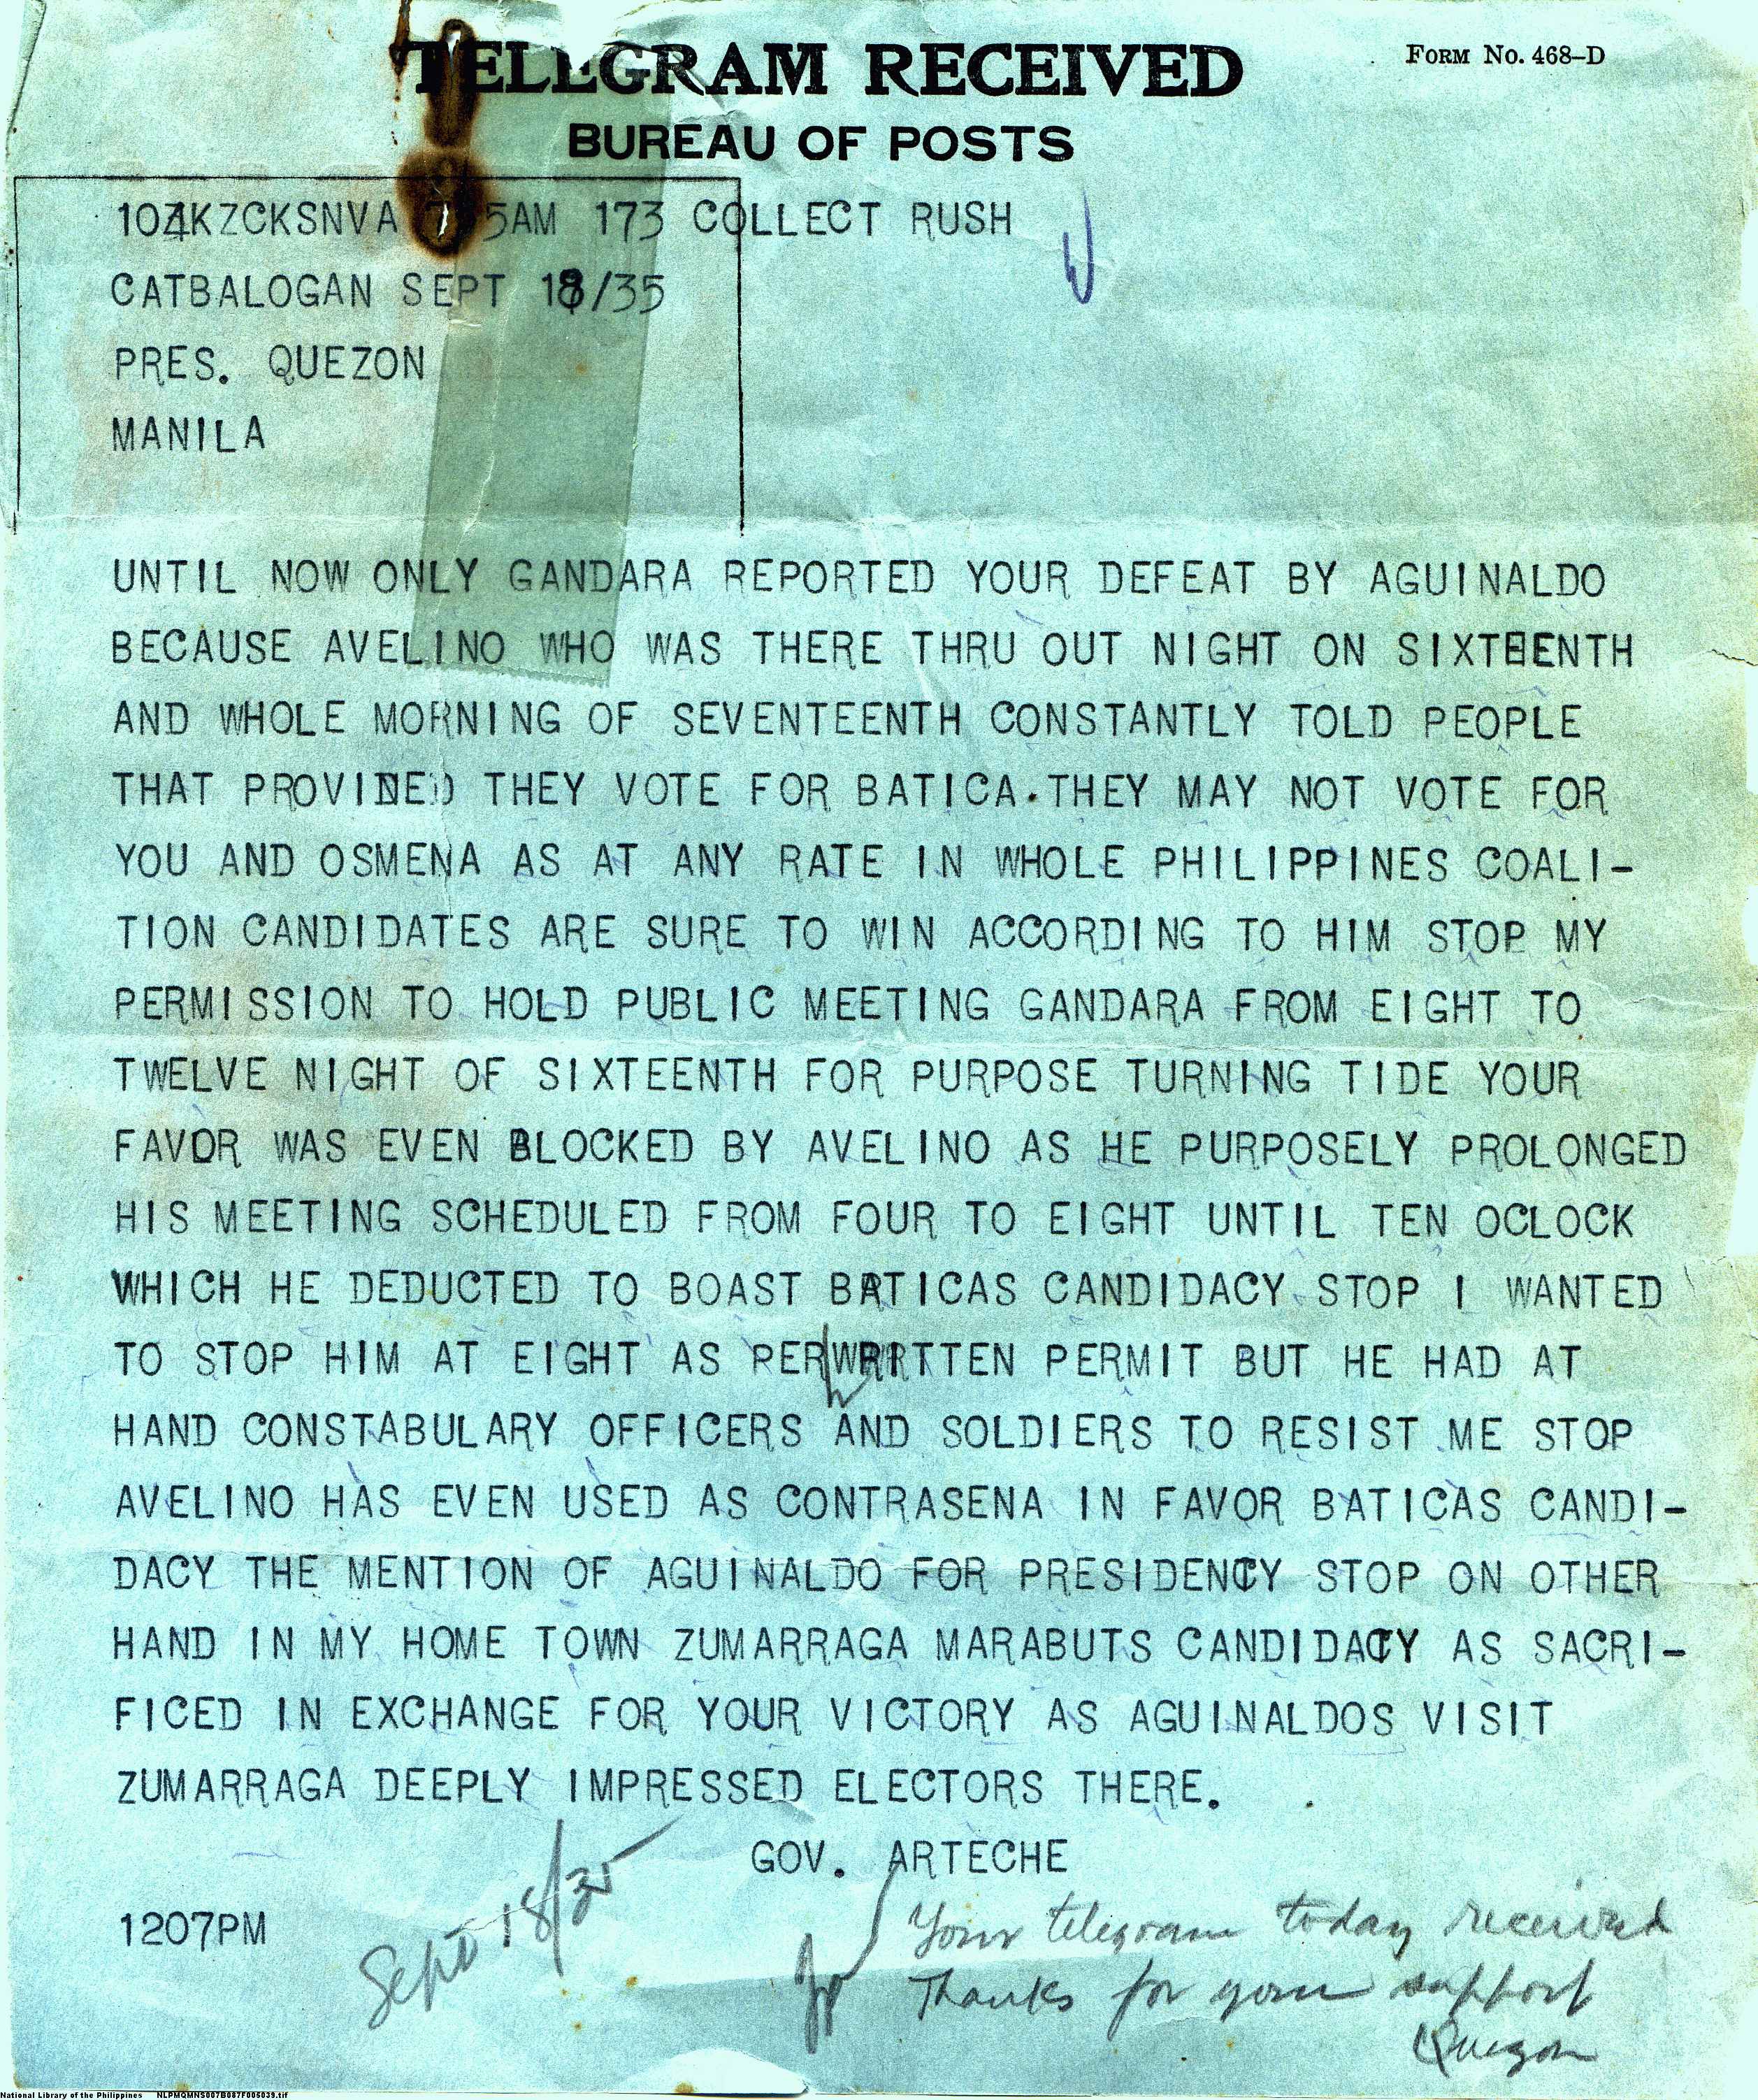 TELEGRAM RECEIVED
FORM NO. 468-D
BUREAU OF POSTS
104KZCKSNVA 5AM 173 COLLECT RUSH
CATBALOGAN SEPT 18/35
PRES. QUEZON
MANILA
UNTIL NOW ONLY GANDARA REPORTED YOUR DEFEAT BY AGUINALDO
BECAUSE AVELINO WHO WAS THERE THRU OUT NIGHT ON SIXTEENTH
AND WHOLE MORNING OF SEVENTEENTH CONSTANTLY TOLD PEOPLE
THAT PROVIDED THEY VOTE FOR BATICA.THEY MAY NOT VOTE FOR
YOU AND OSMENA AS AT ANY RATE IN WHOLE PHILIPPINES COALI-
TION CANDIDATES ARE SURE TO WIN ACCORDING TO HIM STOP MY
PERMISSION TO HOLD PUBLIC MEETING GANDARA FROM EIGHT TO
TWELVE NIGHT OF SIXTEENTH FOR PURPOSE TURNING TIDE YOUR
FAVOR WAS EVEN BLOCKED BY AVELINO AS HE PURPOSELY PROLONGED
HIS MEETING SCHEDULED FROM FOUR TO EIGHT UNTIL TEN OCLOCK
WHICH HE DEDUCTED TO BOAST BATICAS CANDIDACY STOP I WANTED
TO STOP HIM AT EIGHT AS PER WRITTEN PERMIT BUT HE HAD AT
HAND CONSTABULARY OFFICERS AND SOLDIERS TO RESIST ME STOP
AVELINO HAS EVEN USED AS CONTRASENA IN FAVOR BATICAS CANDI-
DACY THE MENTION OF AGUINALDO FOR PRESIDENCY STOP ON OTHER
HAND IN MY HOME TOWN ZUMARRAGA MARABUTS CANDIDACY AS SACRI-
FICED IN EXCHANGE FOR YOUR VICTORY AS AGUINALDOS VISIT
ZUMARRAGA DEEPLY IMPRESSED ELECTORS THERE.
GOV. ARTECHE
1207PM
Sept 18/35
Your telegram today received
Thanks for your support
Quezon
National Library of the Philippines NLPMQMNS007B087F005039.tif